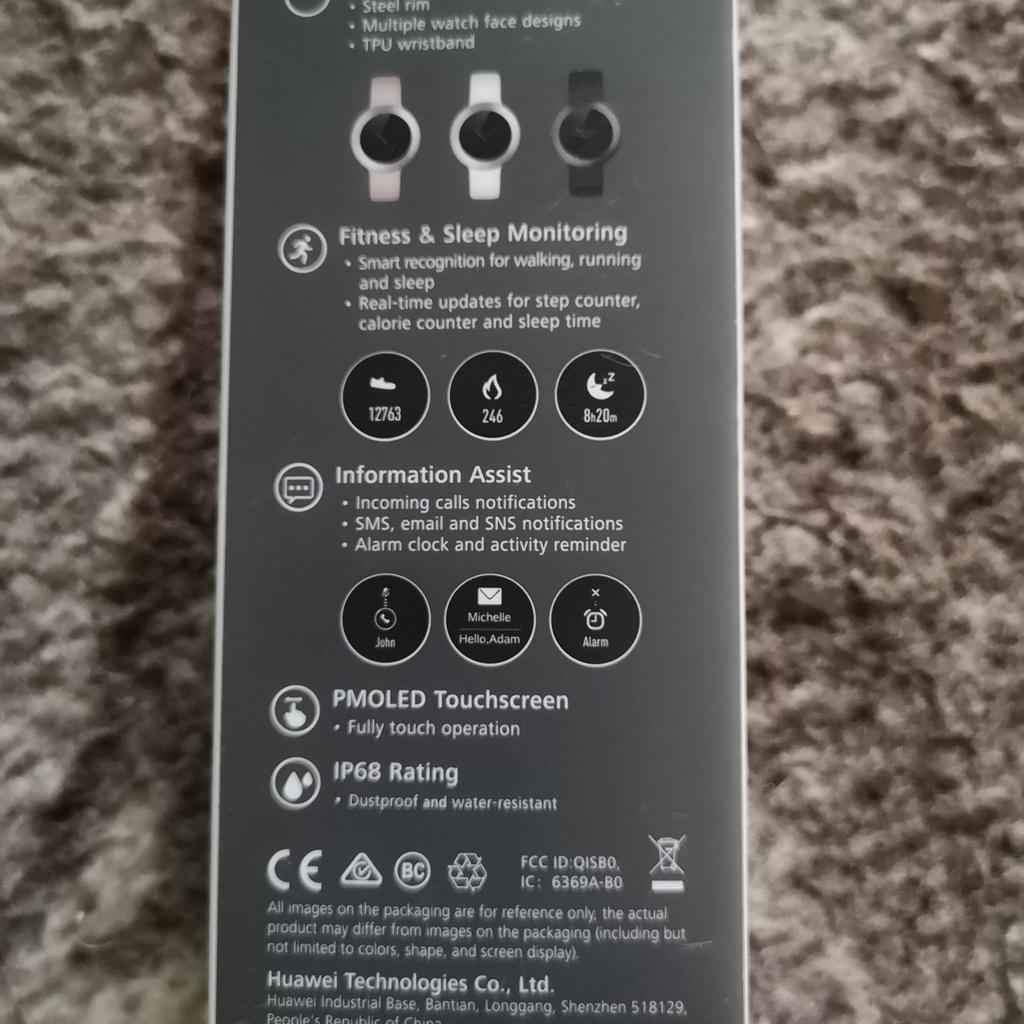 • Steel rim
• Multiple watch face designs
• TPU wristband
Fitness & Sleep Monitoring
• Smart recognition for walking, running
and sleep
• Real-time updates for step counter,
calorie counter and sleep time
12763
246
8h20m
Information Assist
• Incoming calls notifications
• SMS, email and SNS notifications
• Alarm clock and activity reminder
John
Michelle
Hello,Adam
Alarm
PMOLED Touchscreen
• Fully touch operation
IP68 Rating
• Dustproof and water-resistant
CE
BC
FCC ID:QISB0,
IC: 6369A-B0
All images on the packaging are for reference only, the actual
product may differ from images on the packaging (including but
not limited to colors, shape, and screen display).
Huawei Technologies Co., Ltd.
Huawei Industrial Base, Bantian, Longgang, Shenzhen 518129,
People's Republic of China